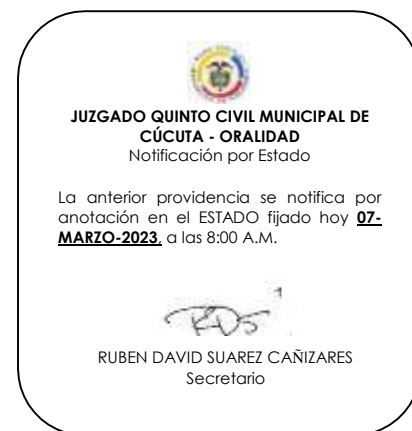 JUZGADO QUINTO CIVIL MUNICIPAL DE
CÚCUTA - ORALIDAD
Notificación por Estado
La anterior providencia se notifica por
anotación en el ESTADO fijado hoy 07-
MARZO-2023, a las 8:00 A.M.
RDS
RUBEN DAVID SUAREZ CAÑIZARES
Secretario